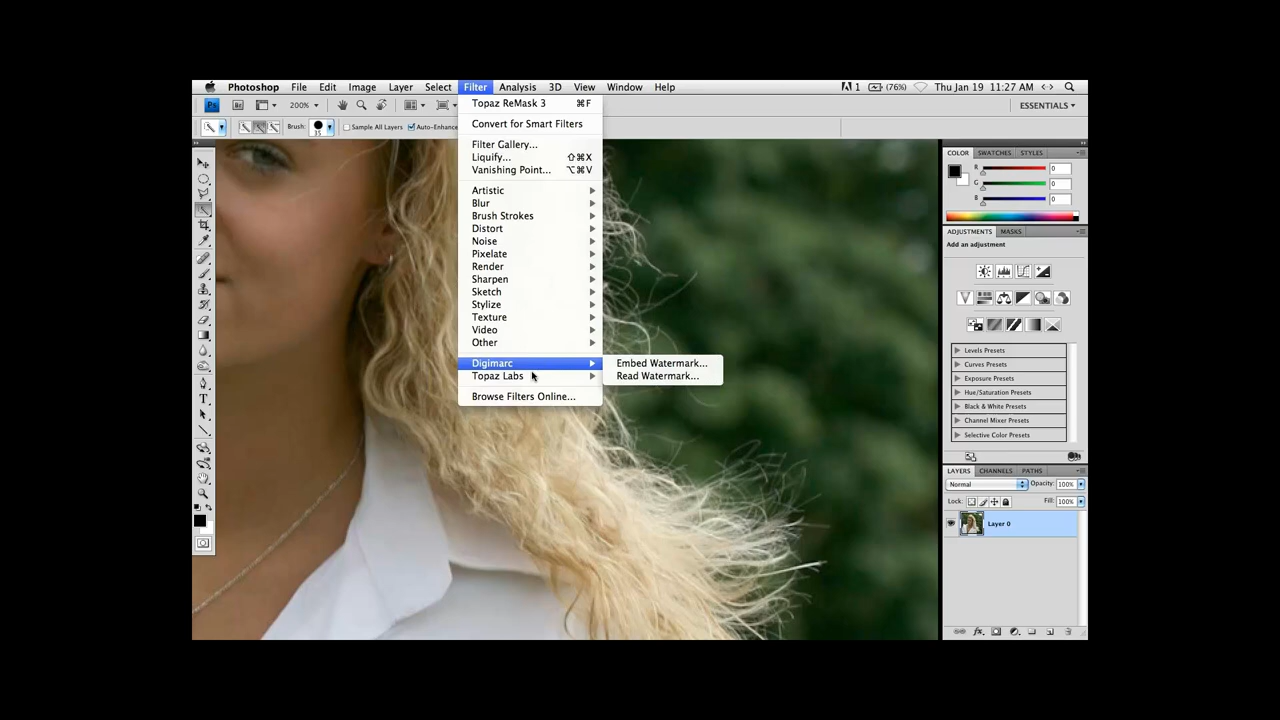 Photoshop File Edit Image Layer Select Filter Analysis 3D View Window Help 1 (76%) Thu Jan 19 11:27 AM
Ps Br 200% ESSENTIALS
Brush: 35 Sample All Layers Auto-Enhance
Topaz ReMask 3 ⌘F
Convert for Smart Filters
Filter Gallery...
Liquify... ⇧⌘X
Vanishing Point... ⌥⌘V
Artistic
Blur
Brush Strokes
Distort
Noise
Pixelate
Render
Sharpen
Sketch
Stylize
Texture
Video
Other
Digimarc
Topaz Labs
Browse Filters Online...
Embed Watermark...
Read Watermark...
COLOR SWATCHES STYLES
R 0
G 0
B 0
ADJUSTMENTS MASKS
Add an adjustment
Levels Presets
Curves Presets
Exposure Presets
Hue/Saturation Presets
Black & White Presets
Channel Mixer Presets
Selective Color Presets
LAYERS CHANNELS PATHS
Normal Opacity: 100%
Lock: Fill: 100%
Layer 0